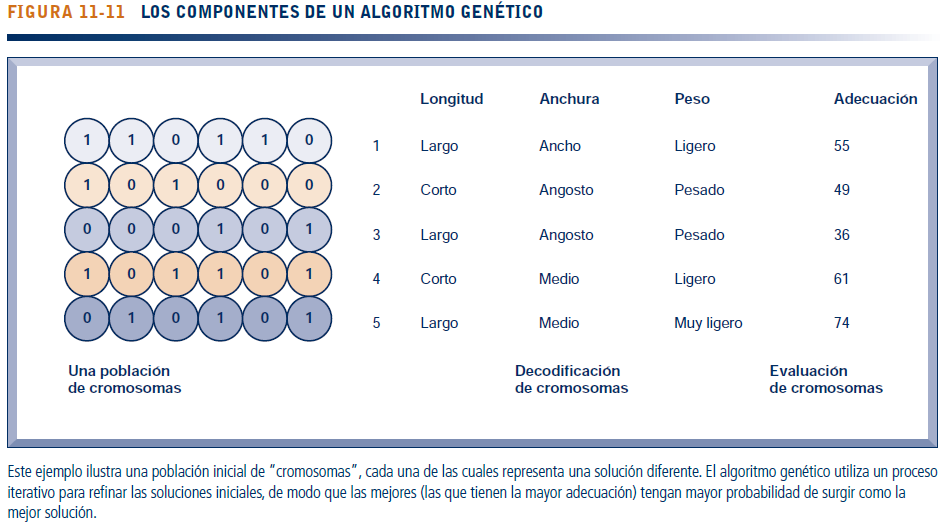 FIGURA 11-11 LOS COMPONENTES DE UN ALGORITMO GENÉTICO
Longitud Anchura Peso Adecuación
1 1 0 1 1 0 1 Largo Ancho Ligero 55
1 0 1 0 0 0 2 Corto Angosto Pesado 49
0 0 0 1 0 1 3 Largo Angosto Pesado 36
1 0 1 1 0 1 4 Corto Medio Ligero 61
0 1 0 1 0 1 5 Largo Medio Muy ligero 74
Una población Decodificación Evaluación
de cromosomas de cromosomas de cromosomas
Este ejemplo ilustra una población inicial de “cromosomas”, cada una de las cuales representa una solución diferente. El algoritmo genético utiliza un proceso
iterativo para refinar las soluciones iniciales, de modo que las mejores (las que tienen la mayor adecuación) tengan mayor probabilidad de surgir como la
mejor solución.